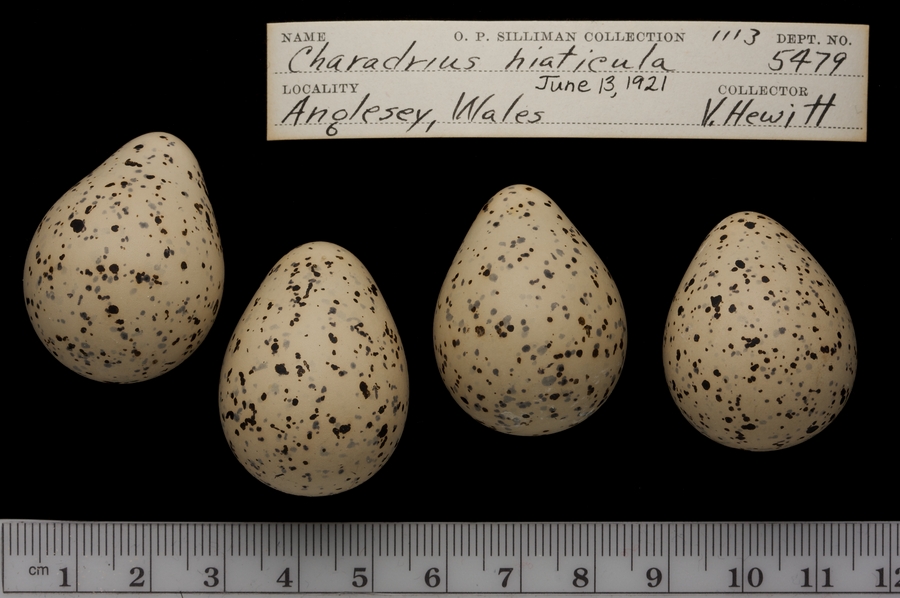 NAME O. P. SILLIMAN COLLECTION 1113 DEPT. NO.
Charadrius hiaticula 5479
LOCALITY June 13, 1921 COLLECTOR
Anglesey, Wales V. Hewitt
cm 1 2 3 4 5 6 7 8 9 10 11 12